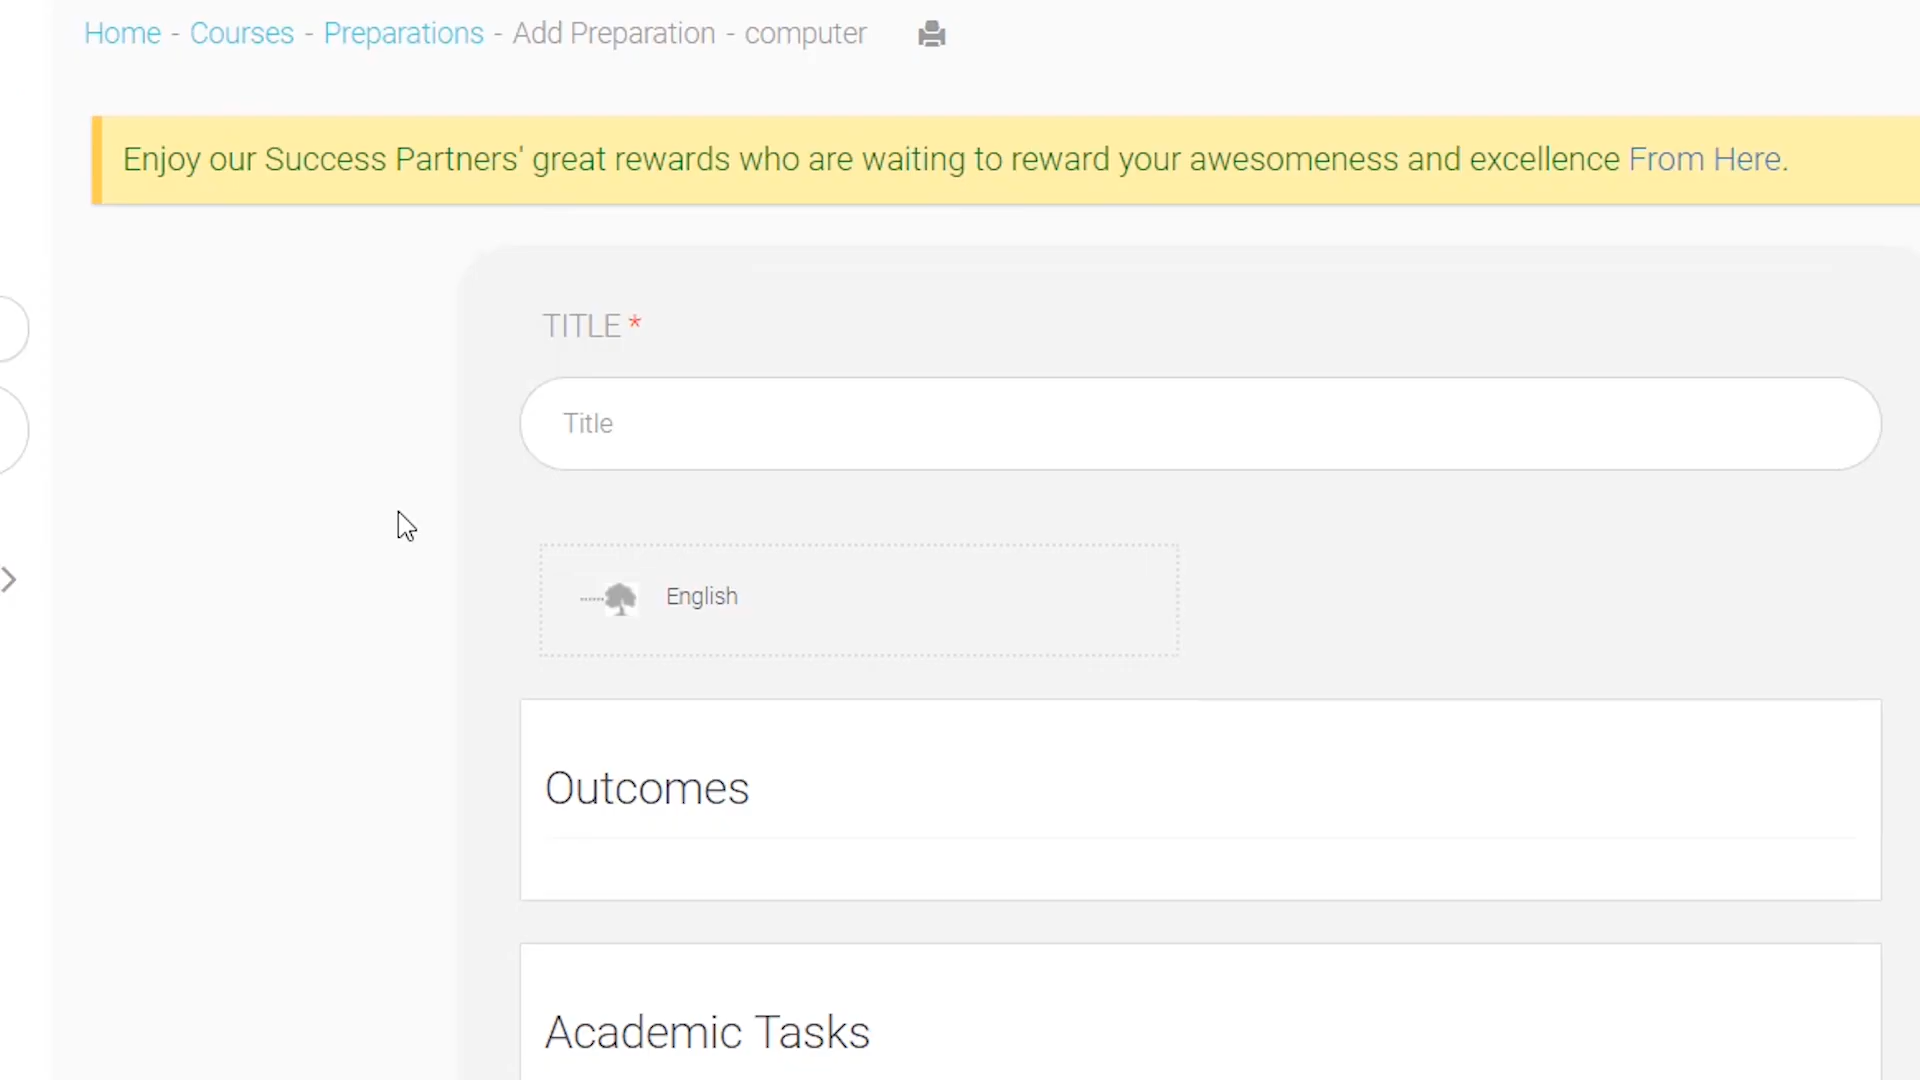 Home - Courses - Preparations - Add Preparation - computer
Enjoy our Success Partners' great rewards who are waiting to reward your awesomeness and excellence From Here.
TITLE *
Title
English
Outcomes
Academic Tasks